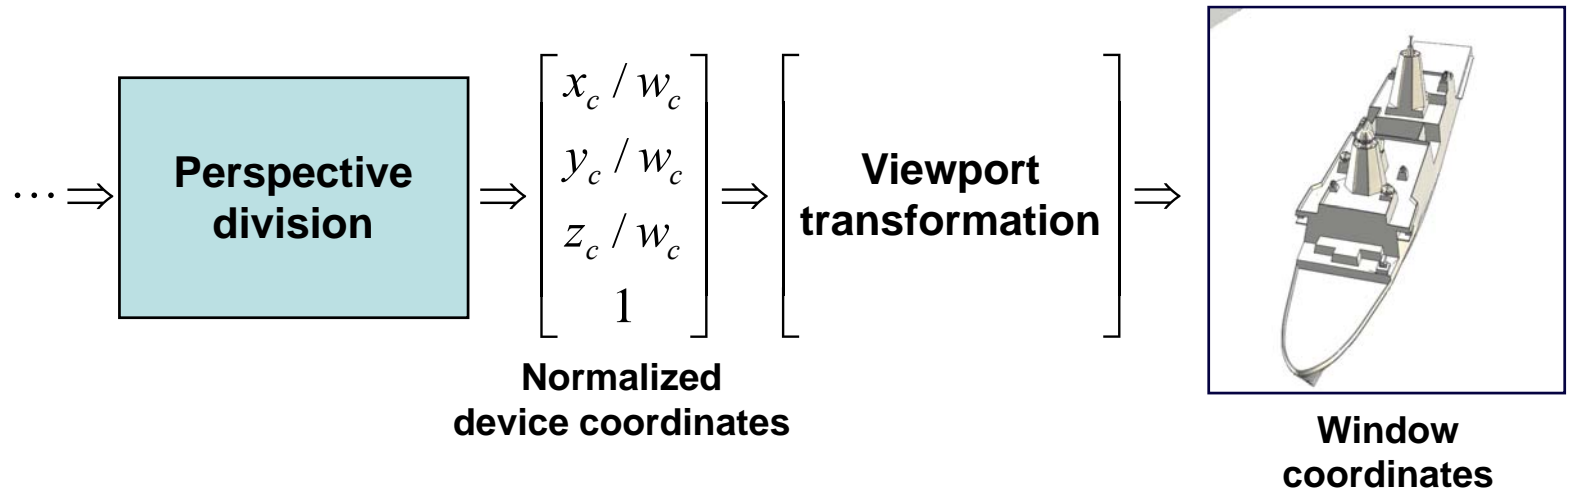 ··· ⇒
Perspective
division
⇒
x_c / w_c
y_c / w_c
z_c / w_c
1
Normalized
device coordinates
⇒
Viewport
transformation
⇒
Window
coordinates